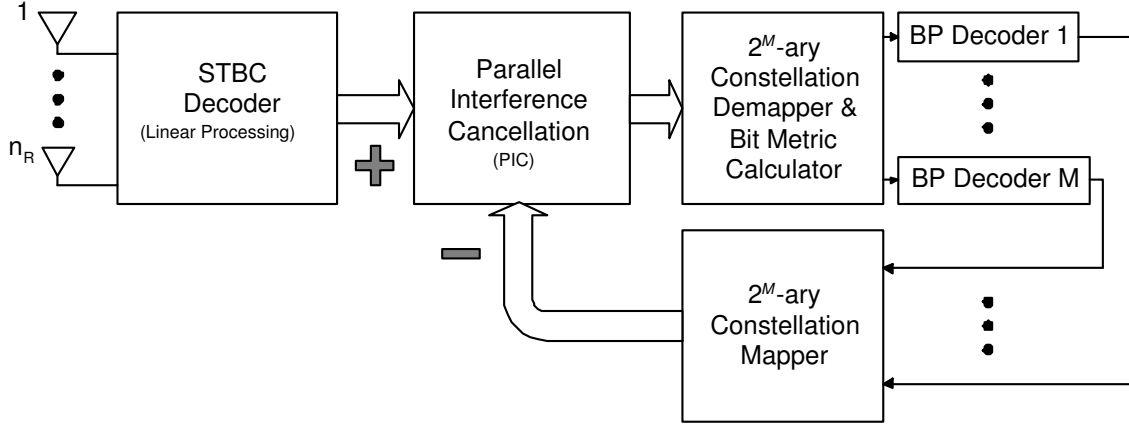 1
n_R
STBC
Decoder
(Linear Processing)
Parallel
Interference
Cancellation
(PIC)
2^M-ary
Constellation
Demapper &
Bit Metric
Calculator
BP Decoder 1
BP Decoder M
2^M-ary
Constellation
Mapper